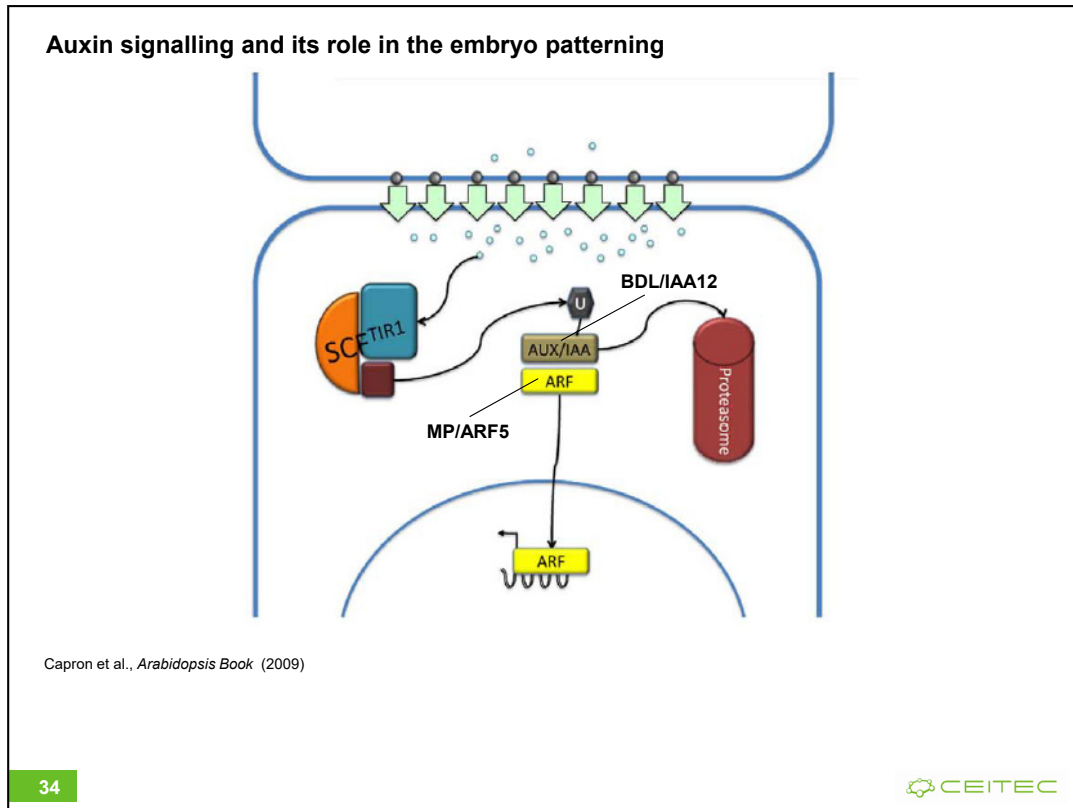 Auxin signalling and its role in the embryo patterning
BDL/IAA12
U
SCF TIR1
AUX/IAA
ARF
Proteasome
MP/ARF5
ARF
Capron et al., Arabidopsis Book (2009)
34
CEITEC